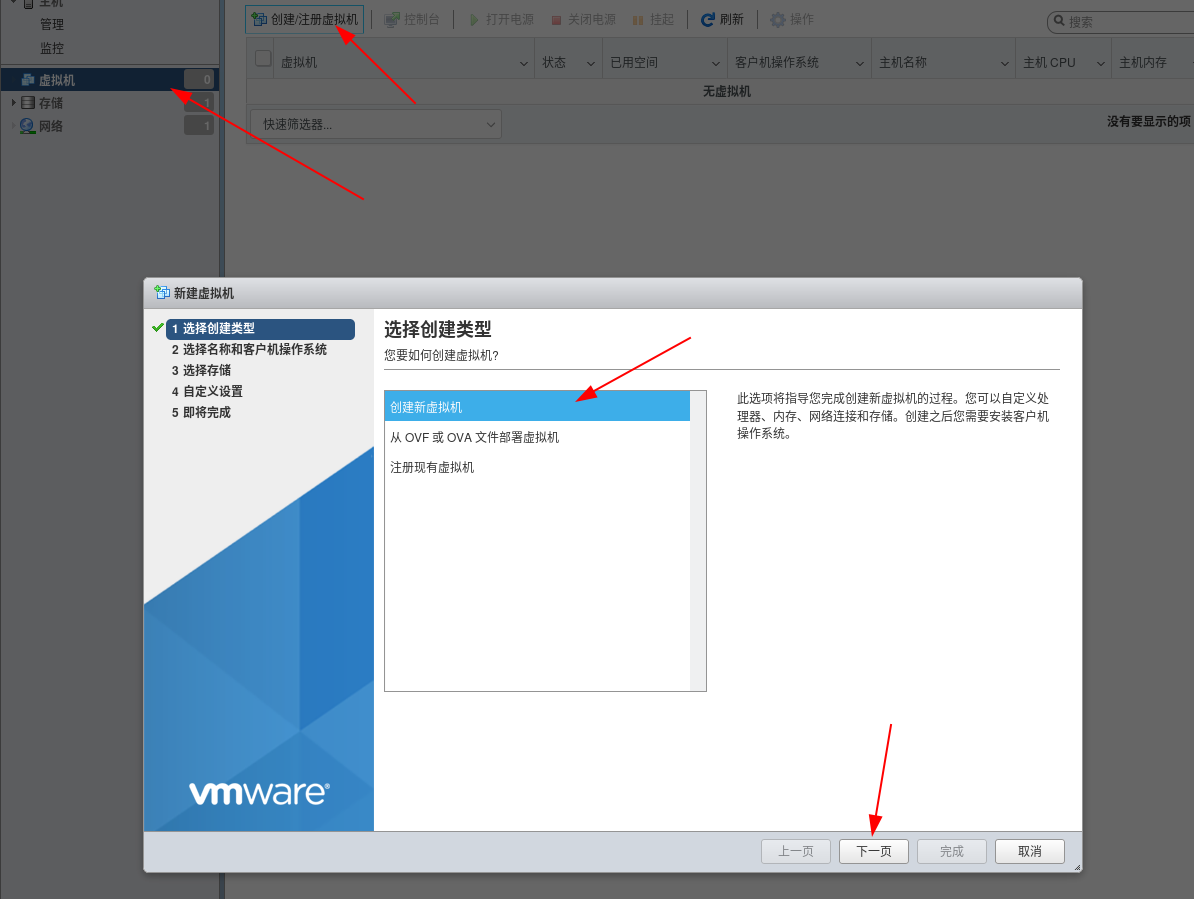 主机
管理
监控
虚拟机 0
存储 1
网络 1
创建/注册虚拟机 控制台 打开电源 关闭电源 挂起 刷新 操作 搜索
虚拟机 状态 已用空间 客户机操作系统 主机名称 主机 CPU 主机内存
无虚拟机
快速筛选器... 没有要显示的项
新建虚拟机
1 选择创建类型
2 选择名称和客户机操作系统
3 选择存储
4 自定义设置
5 即将完成
vmware®
选择创建类型
您要如何创建虚拟机?
创建新虚拟机
从 OVF 或 OVA 文件部署虚拟机
注册现有虚拟机
此选项将指导您完成创建新虚拟机的过程。您可以自定义处
理器、内存、网络连接和存储。创建之后您需要安装客户机
操作系统。
上一页 下一页 完成 取消